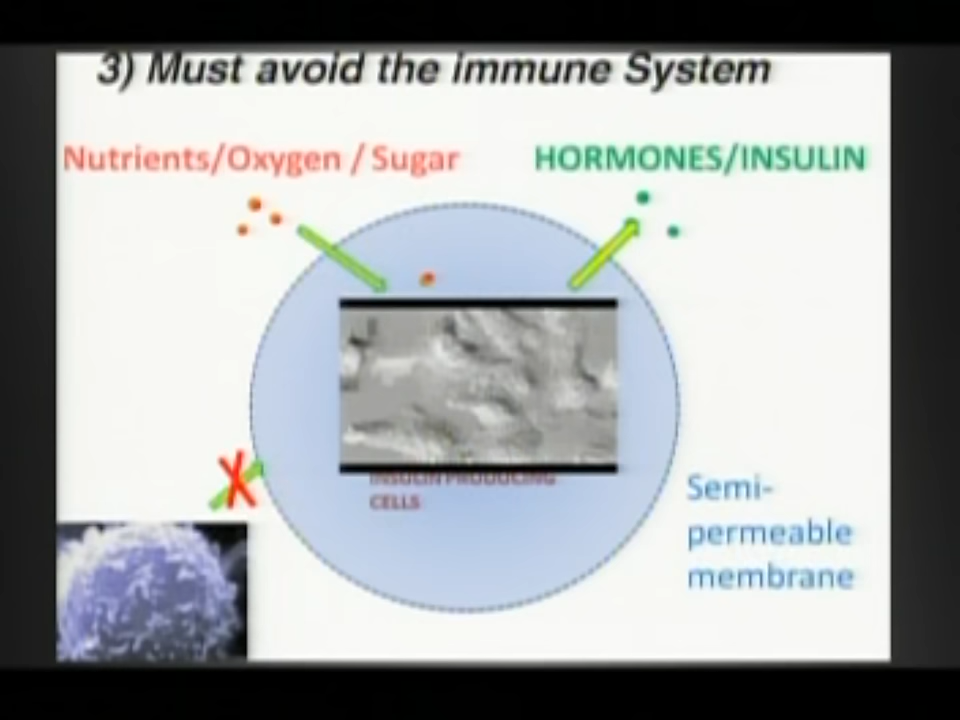 3) Must avoid the immune System
Nutrients/Oxygen / Sugar
HORMONES/INSULIN
INSULIN PRODUCING
CELLS
Semi-
permeable
membrane